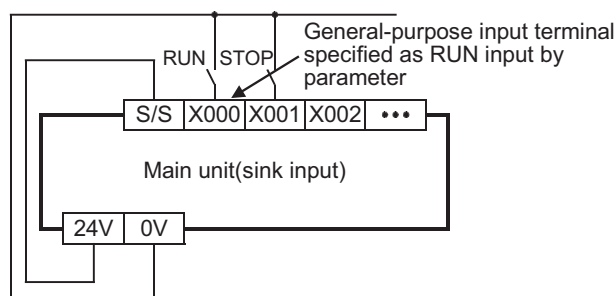 General-purpose input terminal
specified as RUN input by
parameter
RUN STOP
S/S X000 X001 X002 •••
Main unit(sink input)
24V 0V